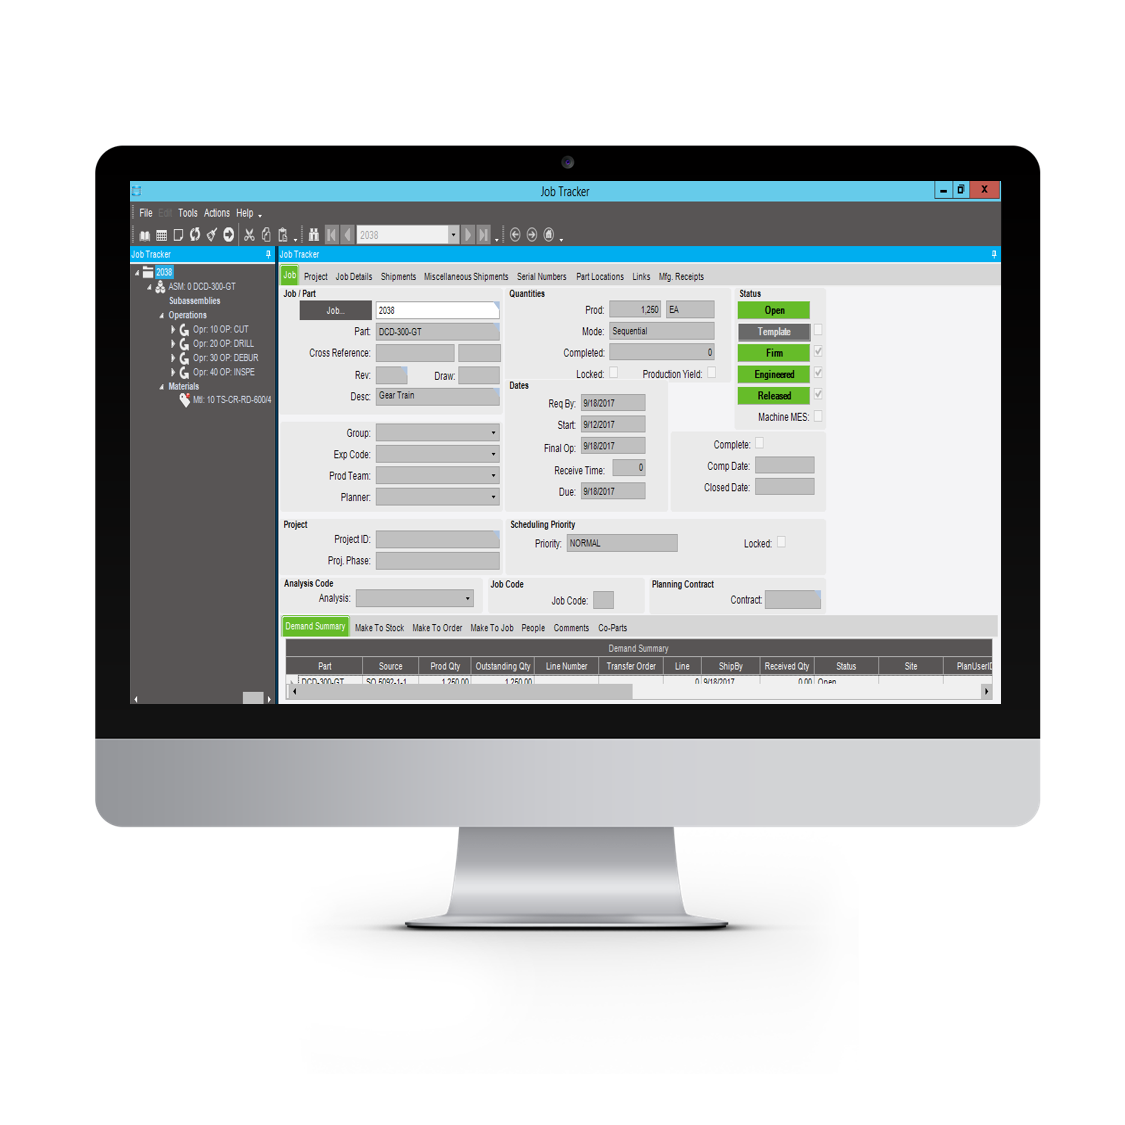 Job Tracker
File Edit Tools Actions Help
2038
Job Tracker
2038
ASM: 0 DCD-300-GT
Subassemblies
Operations
Opr: 10 OP: CUT
Opr: 20 OP: DRILL
Opr: 30 OP: DEBUR
Opr: 40 OP: INSPE
Materials
Mtl: 10 TS-CR-RD-600/4
Job Tracker
Job Project Job Details Shipments Miscellaneous Shipments Serial Numbers Part Locations Links Mfg. Receipts
Job / Part
Job... 2038
Part: DCD-300-GT
Cross Reference:
Rev: Draw:
Desc: Gear Train
Group:
Exp Code:
Prod Team:
Planner:
Quantities
Prod: 1,250 EA
Mode: Sequential
Completed: 0
Locked: Production Yield:
Dates
Req By: 9/18/2017
Start: 9/12/2017
Final Op: 9/18/2017
Receive Time: 0
Due: 9/18/2017
Status
Open
Template
Firm
Engineered
Released
Machine MES:
Complete:
Comp Date:
Closed Date:
Project
Project ID:
Proj. Phase:
Scheduling Priority
Priority: NORMAL Locked:
Analysis Code
Analysis:
Job Code
Job Code:
Planning Contract
Contract:
Demand Summary Make To Stock Make To Order Make To Job People Comments Co-Parts
Demand Summary
Part Source Prod Qty Outstanding Qty Line Number Transfer Order Line ShipBy Received Qty Status Site PlanUserID
DCD-300-GT SO 5092-1-1 1,250.00 1,250.00 0 9/18/2017 0.00 Open